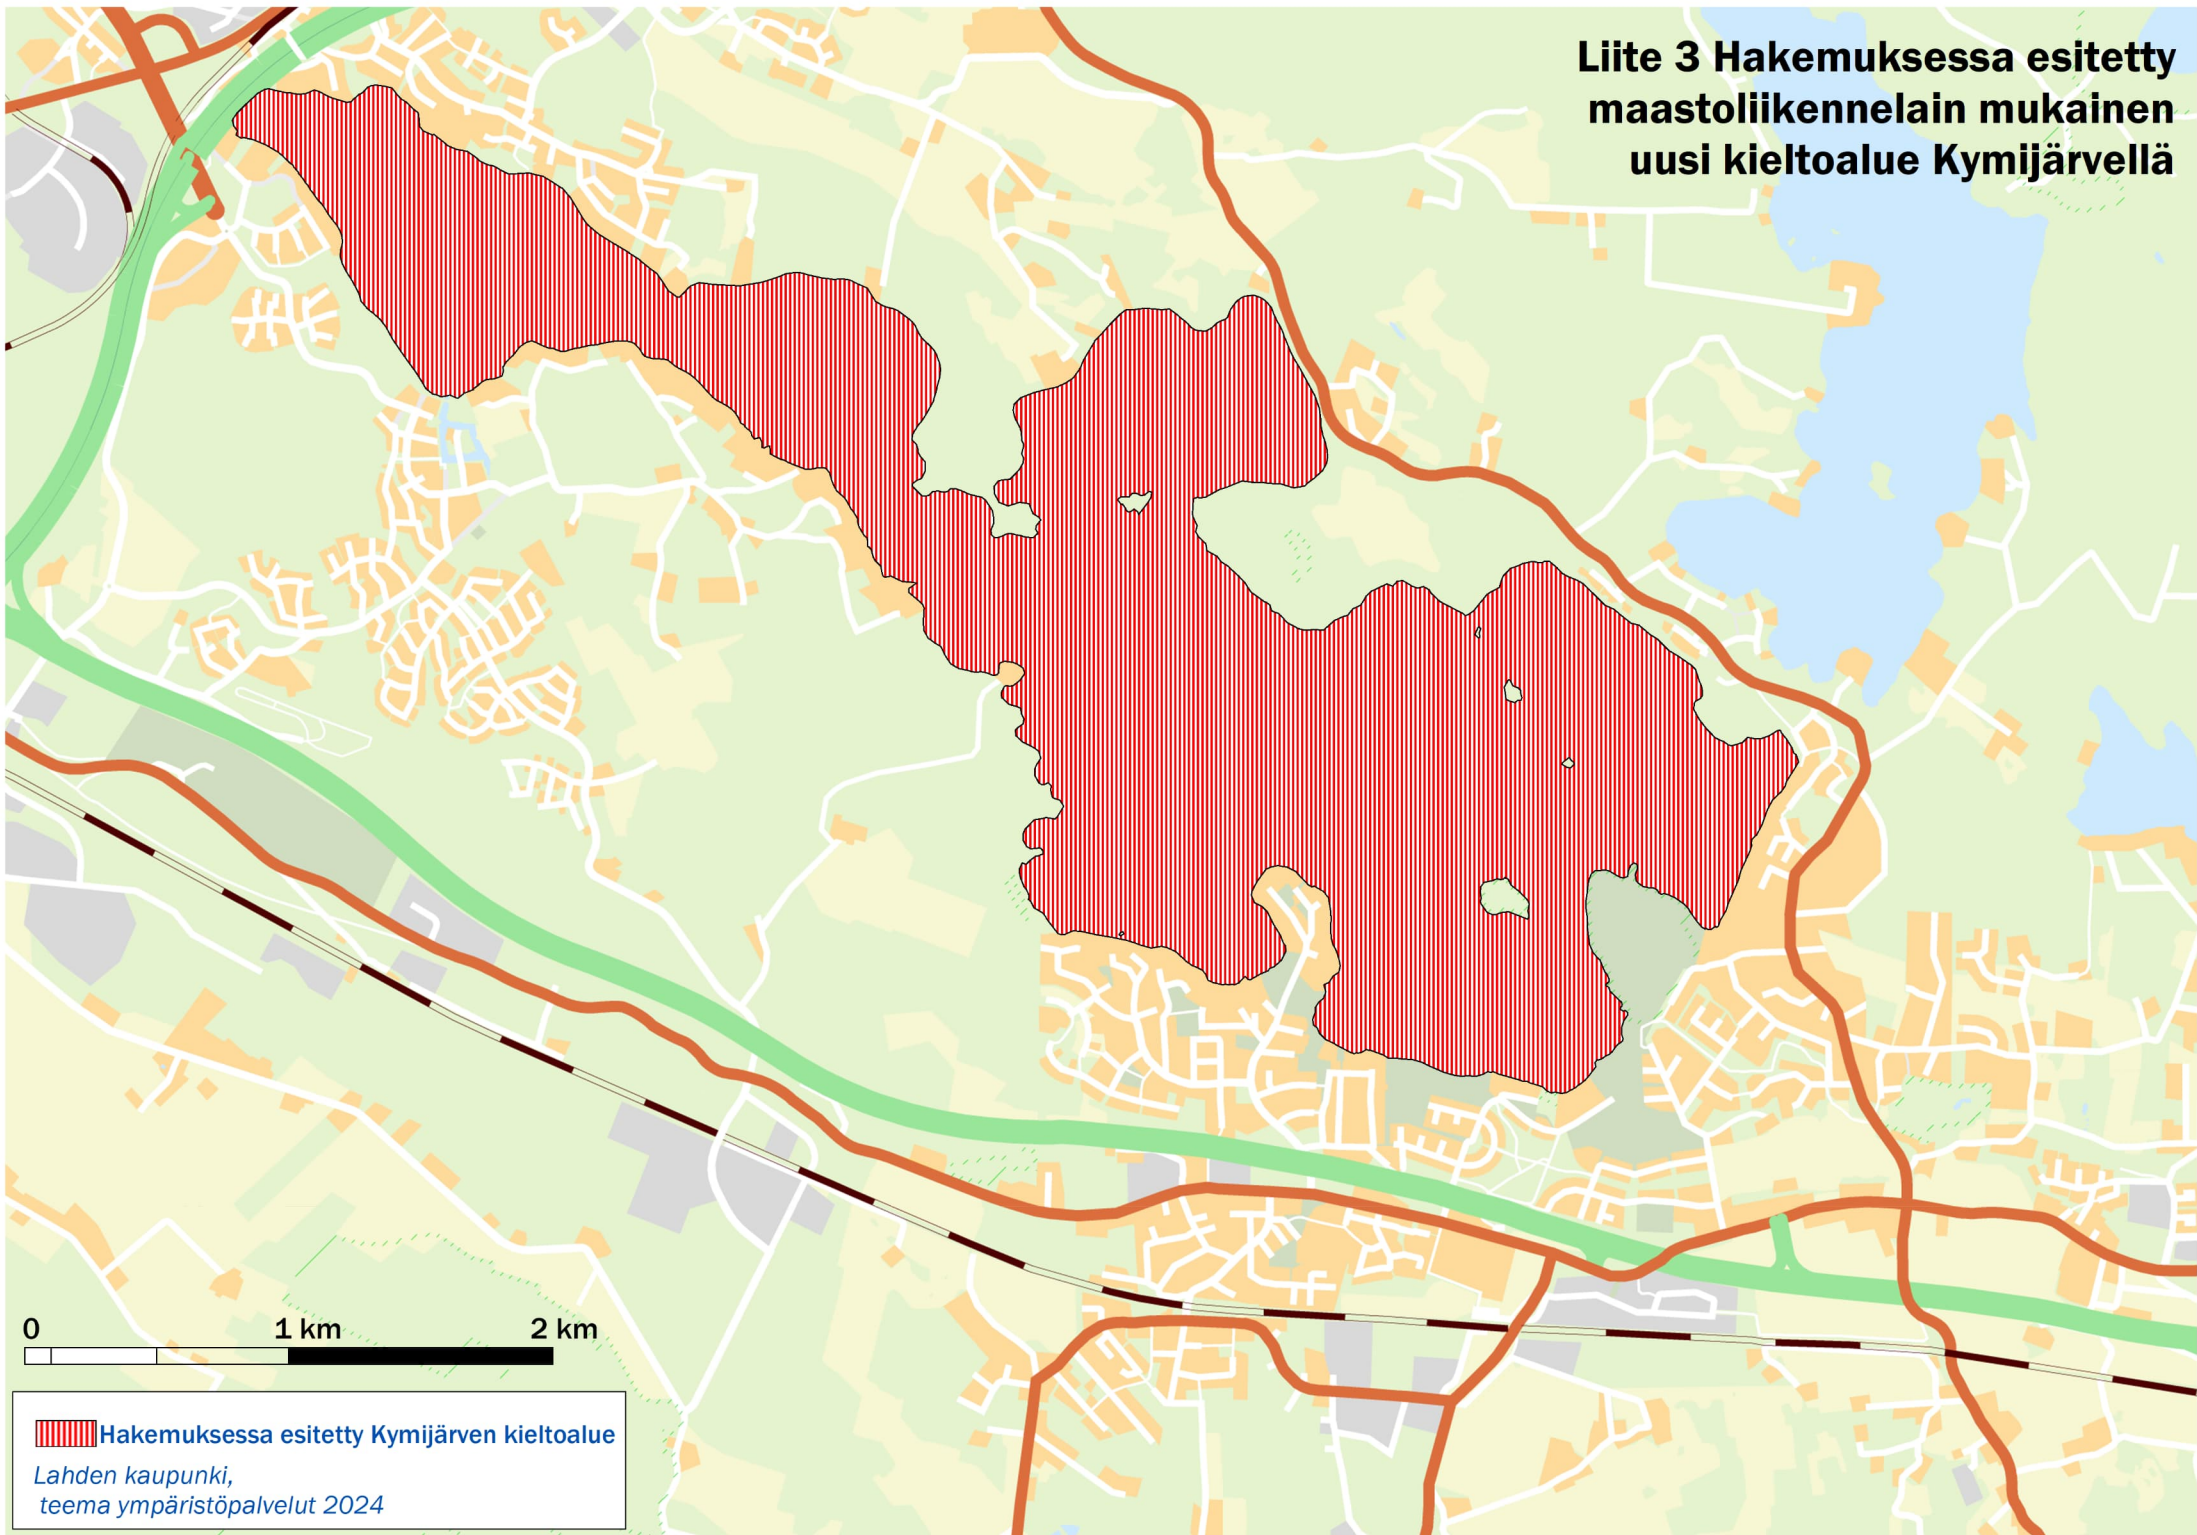 Liite 3 Hakemuksessa esitetty
maastoliikennelain mukainen
uusi kieltoalue Kymijärvellä
0 1 km 2 km
Hakemuksessa esitetty Kymijärven kieltoalue
Lahden kaupunki,
teema ympäristöpalvelut 2024